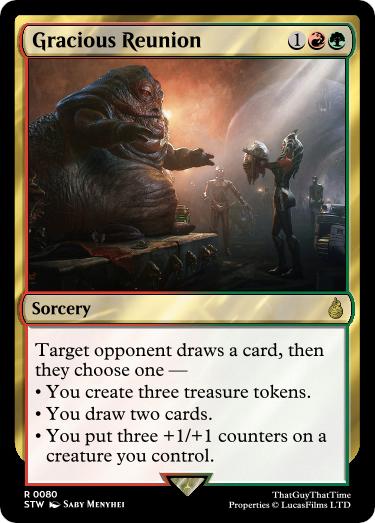 Gracious Reunion 1
Sorcery
Target opponent draws a card, then
they choose one —
• You create three treasure tokens.
• You draw two cards.
• You put three +1/+1 counters on a
creature you control.
R 0080 ThatGuyThatTime
STW Saby Menyhei Properties © LucasFilms LTD